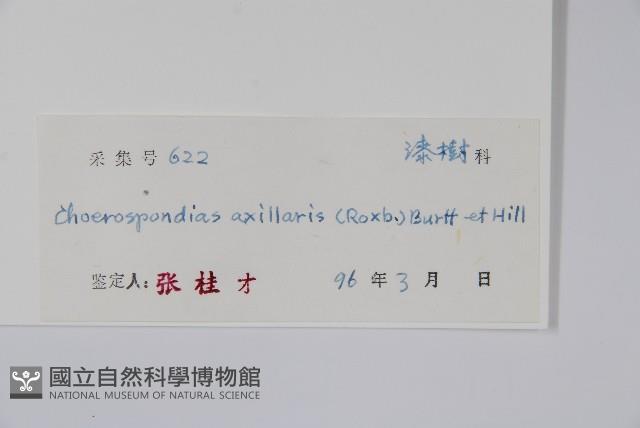 采集号 622 漆樹 科
Choerospondias axillaris (Roxb.) Burtt et Hill
鉴定人: 张桂才 96 年 3 月 日
國立自然科學博物館
NATIONAL MUSEUM OF NATURAL SCIENCE